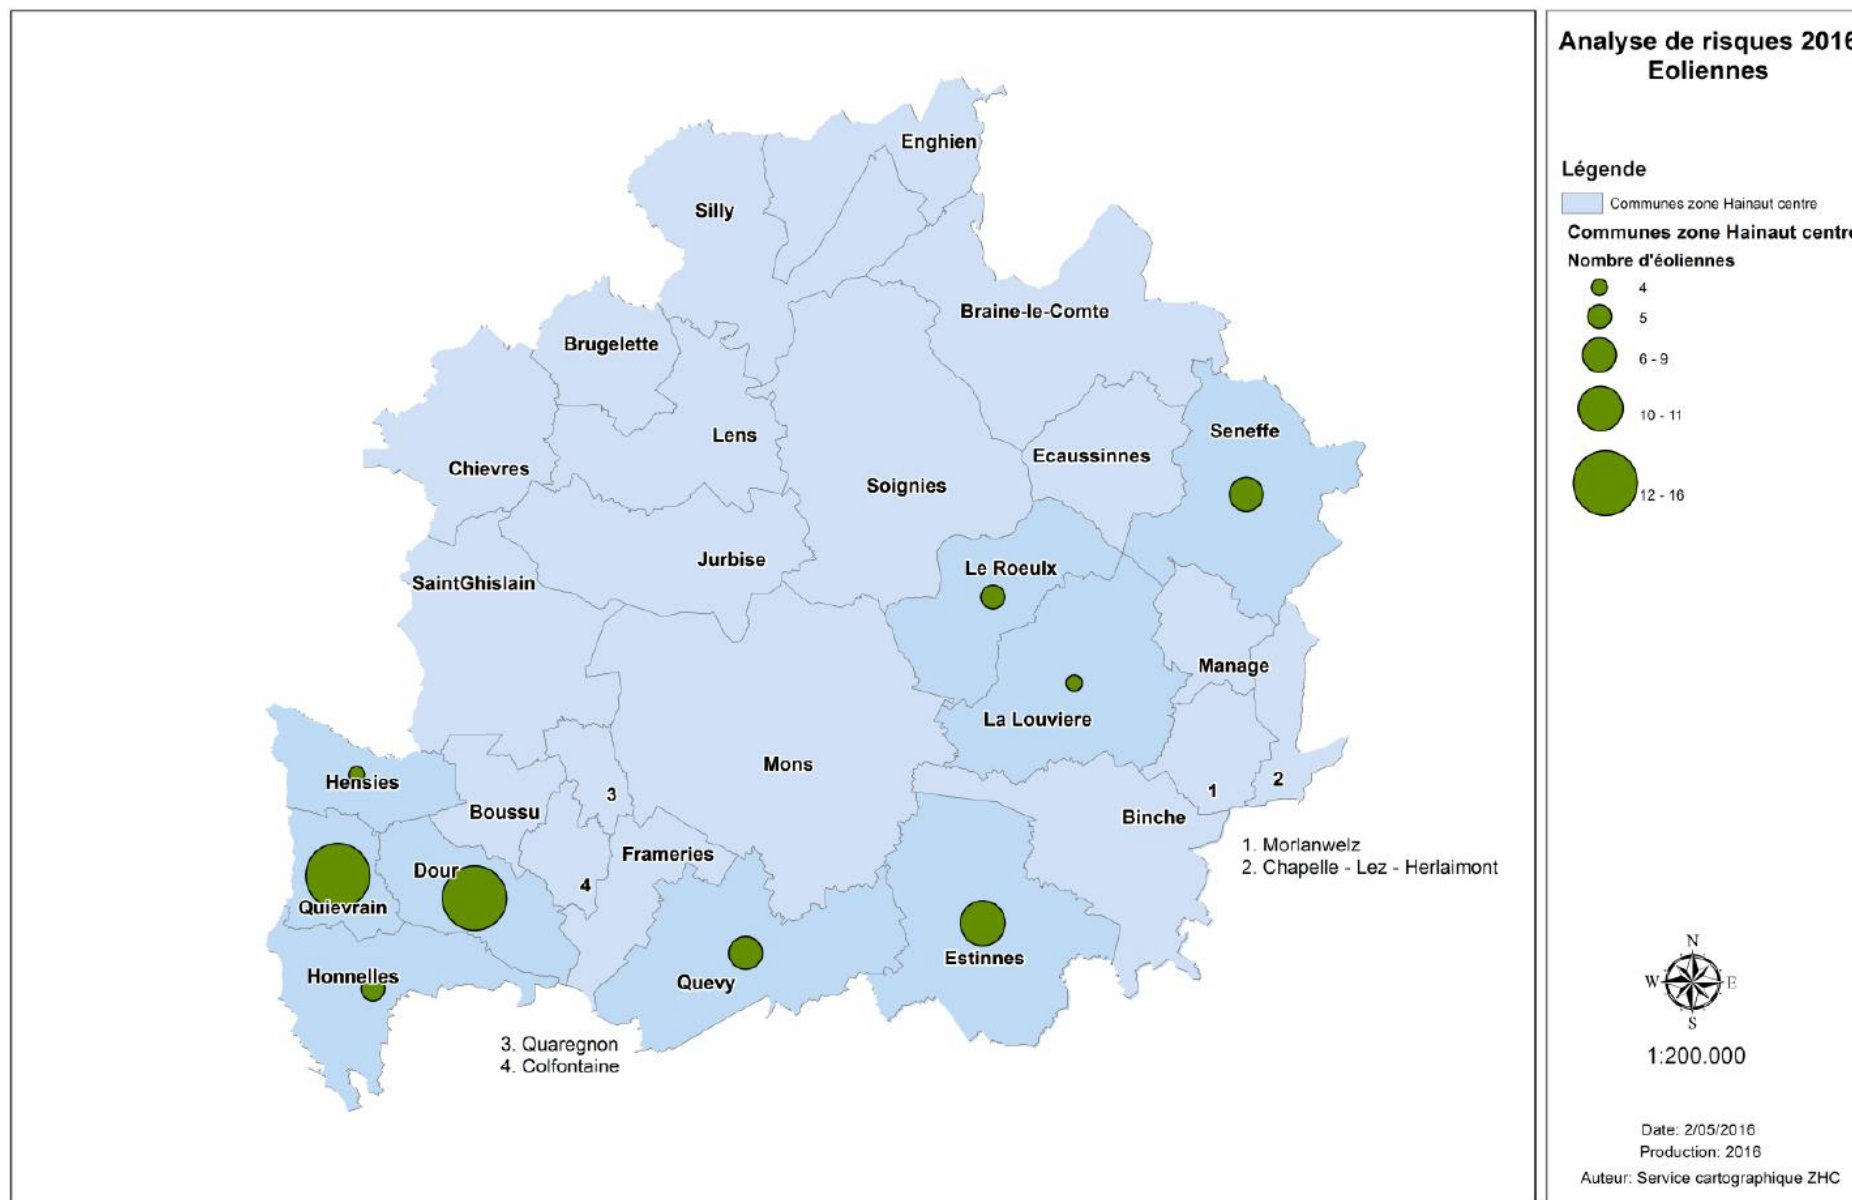 Analyse de risques 2016
Eoliennes
Légende
Communes zone Hainaut centre
Communes zone Hainaut centre
Nombre d'éoliennes
4
5
6 - 9
10 - 11
12 - 16
Enghien
Silly
Braine-le-Comte
Brugelette
Lens
Seneffe
Chievres
Ecaussinnes
Soignies
Jurbise
Le Roeulx
SaintGhislain
Manage
La Louviere
Mons
Hensies
2
1
3
Boussu
Binche
1. Morlanwelz
2. Chapelle - Lez - Herlaimont
Frameries
Dour
4
Quievrain
Estinnes
Honnelles
Quevy
3. Quaregnon
4. Colfontaine
N
W E
S
1:200.000
Date: 2/05/2016
Production: 2016
Auteur: Service cartographique ZHC